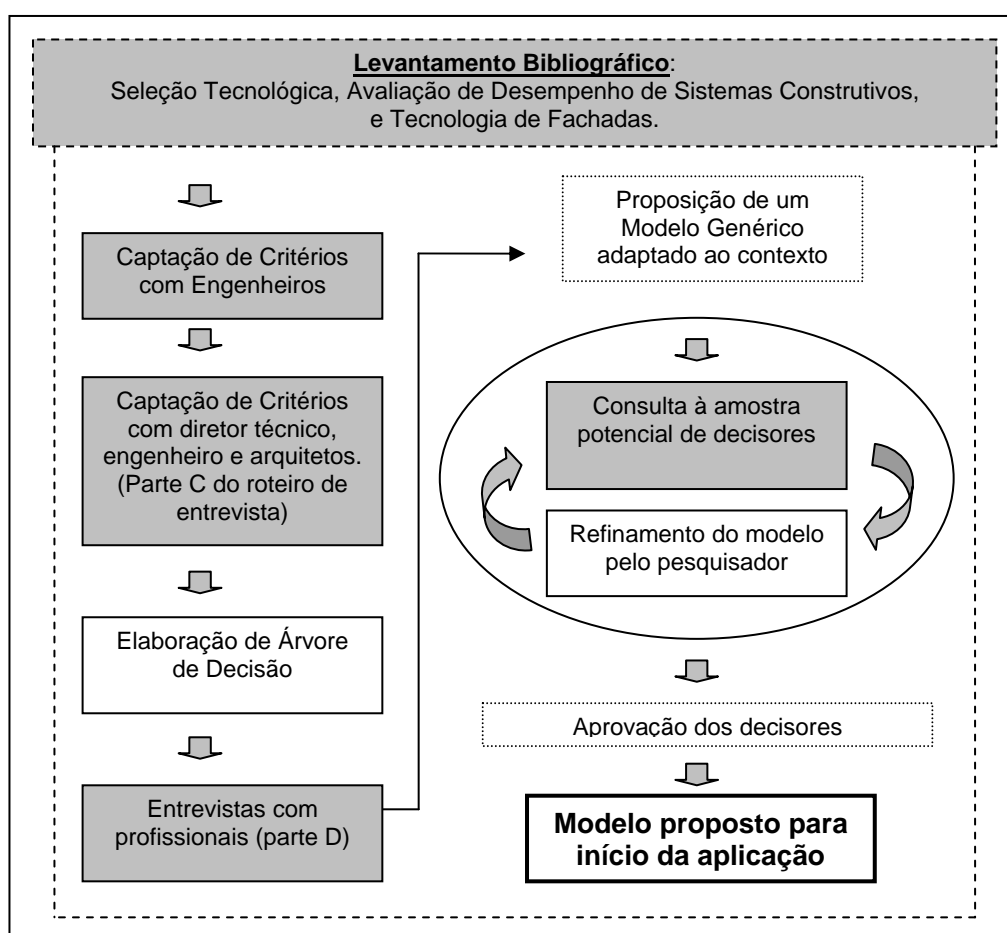 Levantamento Bibliográfico:
Seleção Tecnológica, Avaliação de Desempenho de Sistemas Construtivos,
e Tecnologia de Fachadas.
Captação de Critérios
com Engenheiros
Captação de Critérios
com diretor técnico,
engenheiro e arquitetos.
(Parte C do roteiro de
entrevista)
Elaboração de Árvore
de Decisão
Entrevistas com
profissionais (parte D)
Proposição de um
Modelo Genérico
adaptado ao contexto
Consulta à amostra
potencial de decisores
Refinamento do modelo
pelo pesquisador
Aprovação dos decisores
Modelo proposto para
início da aplicação